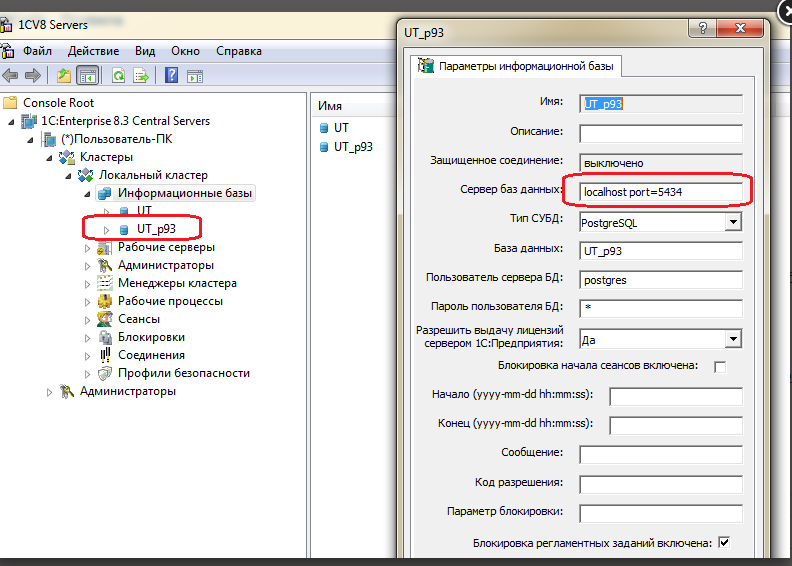 1CV8 Servers
Файл Действие Вид Окно Справка
Console Root
1C:Enterprise 8.3 Central Servers
(*)Пользователь-ПК
Кластеры
Локальный кластер
Информационные базы
UT
UT_p93
Рабочие серверы
Администраторы
Менеджеры кластера
Рабочие процессы
Сеансы
Блокировки
Соединения
Профили безопасности
Администраторы
Имя
UT
UT_p93
UT_p93
Параметры информационной базы
Имя: UT_p93
Описание:
Защищенное соединение: выключено
Сервер баз данных: localhost port=5434
Тип СУБД: PostgreSQL
База данных: UT_p93
Пользователь сервера БД: postgres
Пароль пользователя БД: *
Разрешить выдачу лицензий
сервером 1С:Предприятия: Да
Блокировка начала сеансов включена:
Начало (yyyy-mm-dd hh:mm:ss):
Конец (yyyy-mm-dd hh:mm:ss):
Сообщение:
Код разрешения:
Параметр блокировки:
Блокировка регламентных заданий включена: